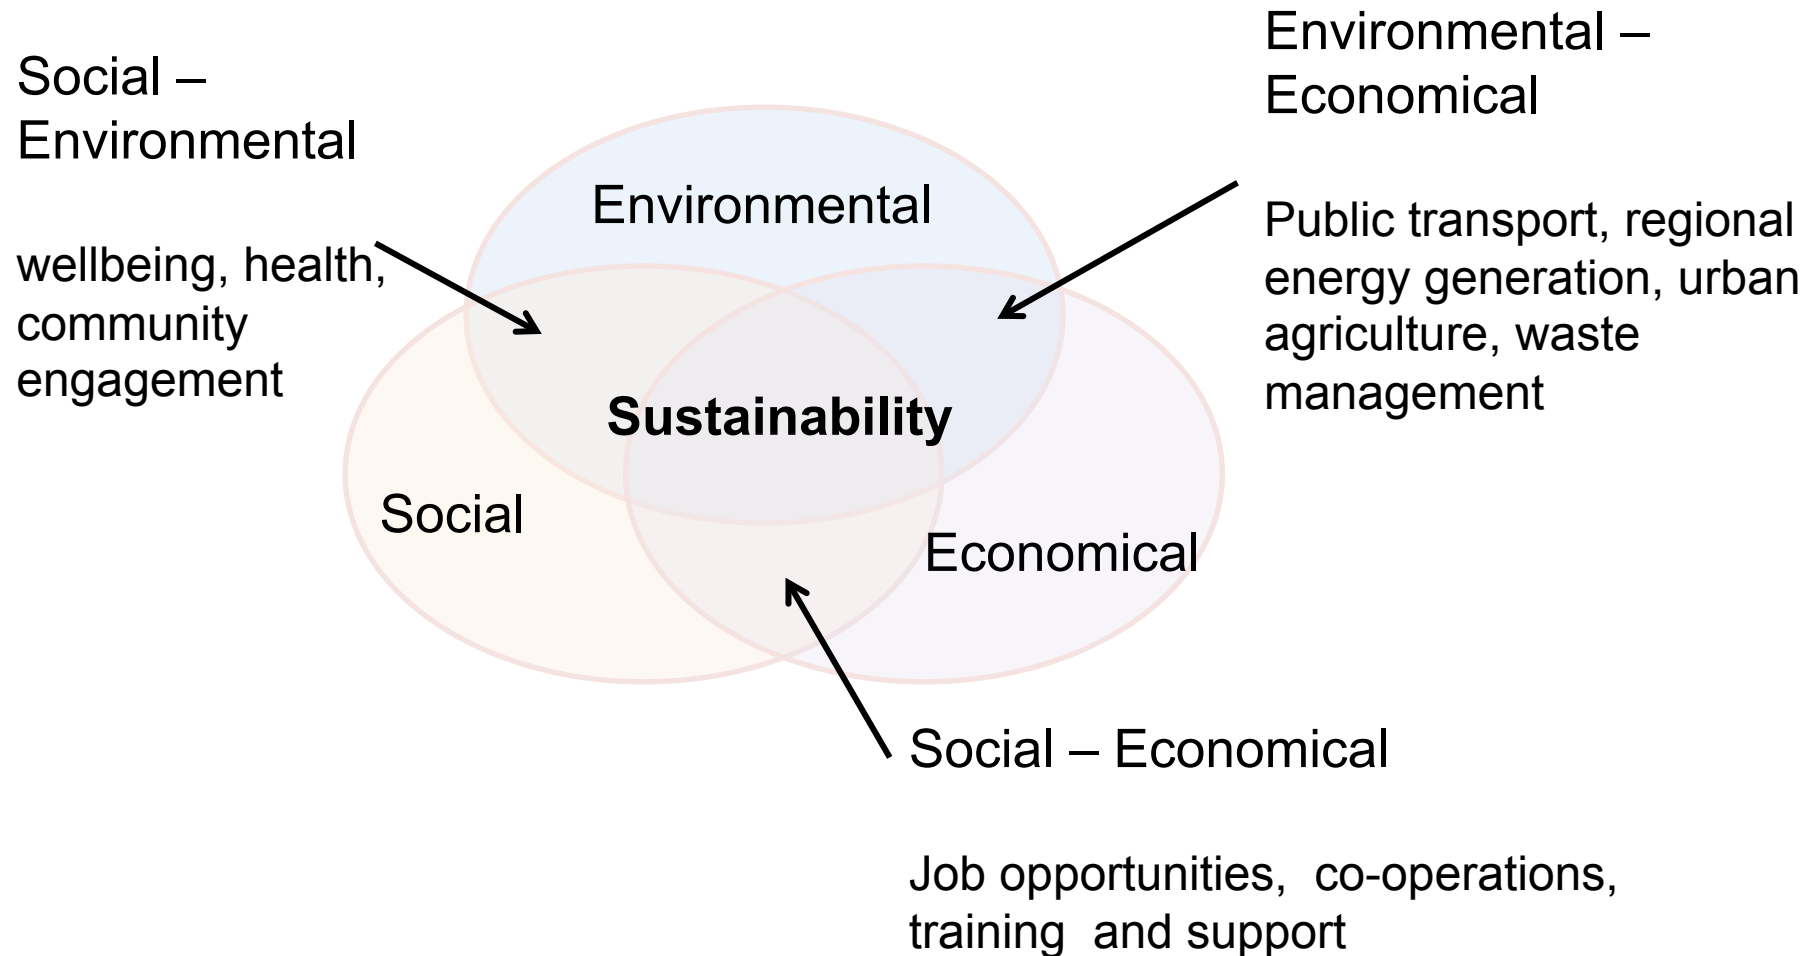 Social –
Environmental
wellbeing, health,
community
engagement
Environmental –
Economical
Public transport, regional
energy generation, urban
agriculture, waste
management
Environmental
Sustainability
Social
Economical
Social – Economical
Job opportunities,  co-operations,
training  and support